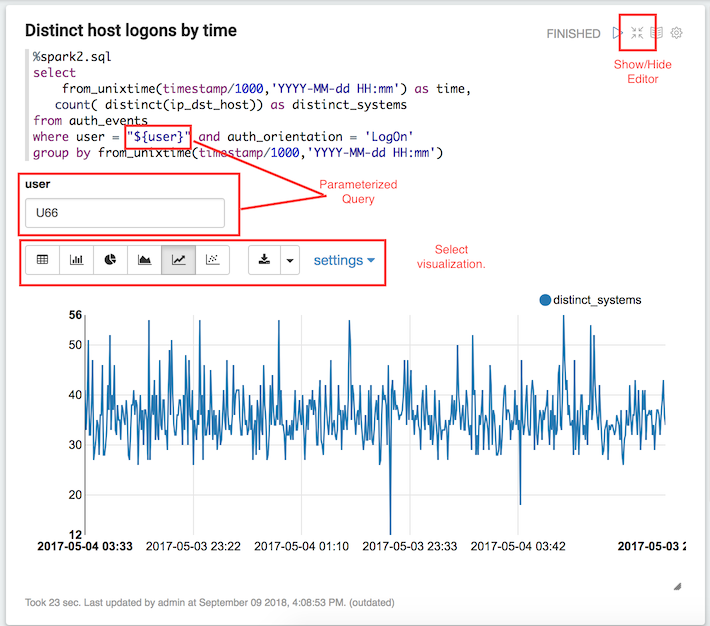 Distinct host logons by time
FINISHED
Show/Hide
Editor
%spark2.sql
select
from_unixtime(timestamp/1000,'YYYY-MM-dd HH:mm') as time,
count( distinct(ip_dst_host)) as distinct_systems
from auth_events
where user = "${user}" and auth_orientation = 'LogOn'
group by from_unixtime(timestamp/1000,'YYYY-MM-dd HH:mm')
user
Parameterized
Query
U66
settings
Select
visualization.
distinct_systems
56
50
40
30
20
12
2017-05-04 03:33 2017-05-03 23:22 2017-05-04 01:10 2017-05-03 23:33 2017-05-04 03:42 2017-05-03 2
Took 23 sec. Last updated by admin at September 09 2018, 4:08:53 PM. (outdated)